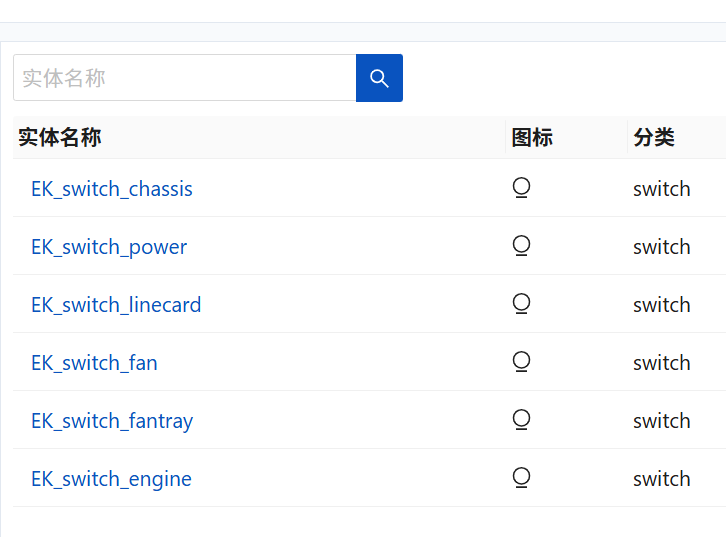 实体名称
实体名称 图标 分类
EK_switch_chassis switch
EK_switch_power switch
EK_switch_linecard switch
EK_switch_fan switch
EK_switch_fantray switch
EK_switch_engine switch